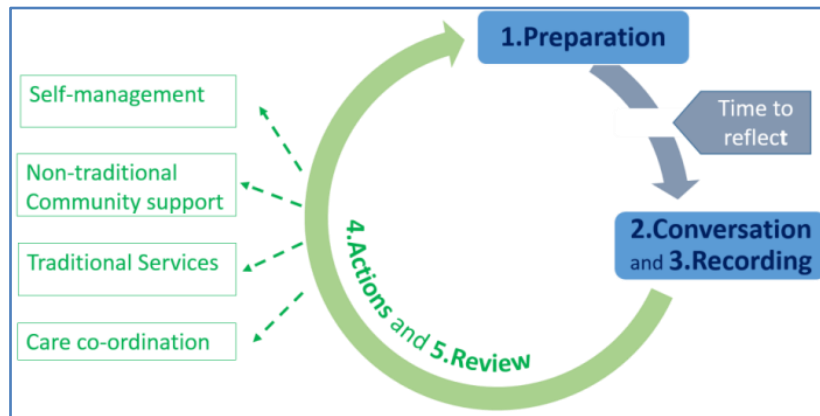 1.Preparation
Time to
reflect
2.Conversation
and 3.Recording
4.Actions and 5.Review
Self-management
Non-traditional
Community support
Traditional Services
Care co-ordination